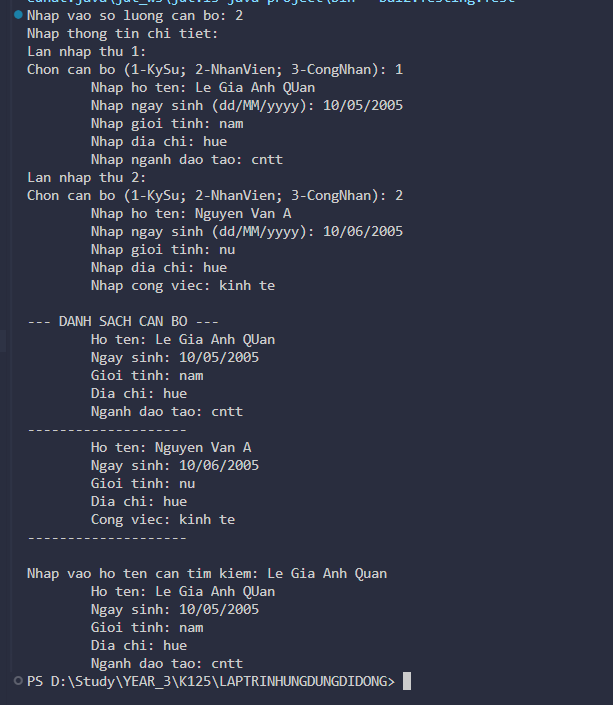 Nhap vao so luong can bo: 2
Nhap thong tin chi tiet:
Lan nhap thu 1:
Chon can bo (1-KySu; 2-NhanVien; 3-CongNhan): 1
Nhap ho ten: Le Gia Anh QUan
Nhap ngay sinh (dd/MM/yyyy): 10/05/2005
Nhap gioi tinh: nam
Nhap dia chi: hue
Nhap nganh dao tao: cntt
Lan nhap thu 2:
Chon can bo (1-KySu; 2-NhanVien; 3-CongNhan): 2
Nhap ho ten: Nguyen Van A
Nhap ngay sinh (dd/MM/yyyy): 10/06/2005
Nhap gioi tinh: nu
Nhap dia chi: hue
Nhap cong viec: kinh te
--- DANH SACH CAN BO ---
Ho ten: Le Gia Anh QUan
Ngay sinh: 10/05/2005
Gioi tinh: nam
Dia chi: hue
Nganh dao tao: cntt
--------------------
Ho ten: Nguyen Van A
Ngay sinh: 10/06/2005
Gioi tinh: nu
Dia chi: hue
Cong viec: kinh te
--------------------
Nhap vao ho ten can tim kiem: Le Gia Anh Quan
Ho ten: Le Gia Anh QUan
Ngay sinh: 10/05/2005
Gioi tinh: nam
Dia chi: hue
Nganh dao tao: cntt
PS D:\Study\YEAR_3\K125\LAPTRINHUNGDUNGDIDONG>